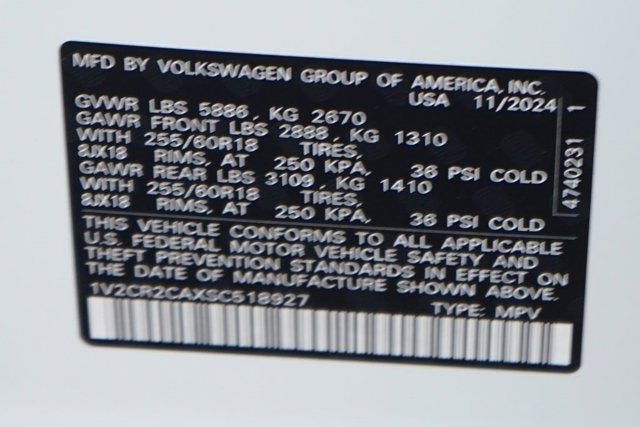 MFD BY VOLKSWAGEN GROUP OF AMERICA, INC.
USA 11/2024
GVWR LBS 5886, KG 2670
GAWR FRONT LBS 2888, KG 1310
WITH 255/60R18 TIRES,
8JX18 RIMS, AT 250 KPA, 36 PSI COLD
GAWR REAR LBS 3109, KG 1410
WITH 255/60R18 TIRES,
8JX18 RIMS, AT 250 KPA, 36 PSI COLD
4740291 1
THIS VEHICLE CONFORMS TO ALL APPLICABLE
U.S. FEDERAL MOTOR VEHICLE SAFETY AND
THEFT PREVENTION STANDARDS IN EFFECT ON
THE DATE OF MANUFACTURE SHOWN ABOVE.
1V2CR2CAXSC518927
TYPE: MPV